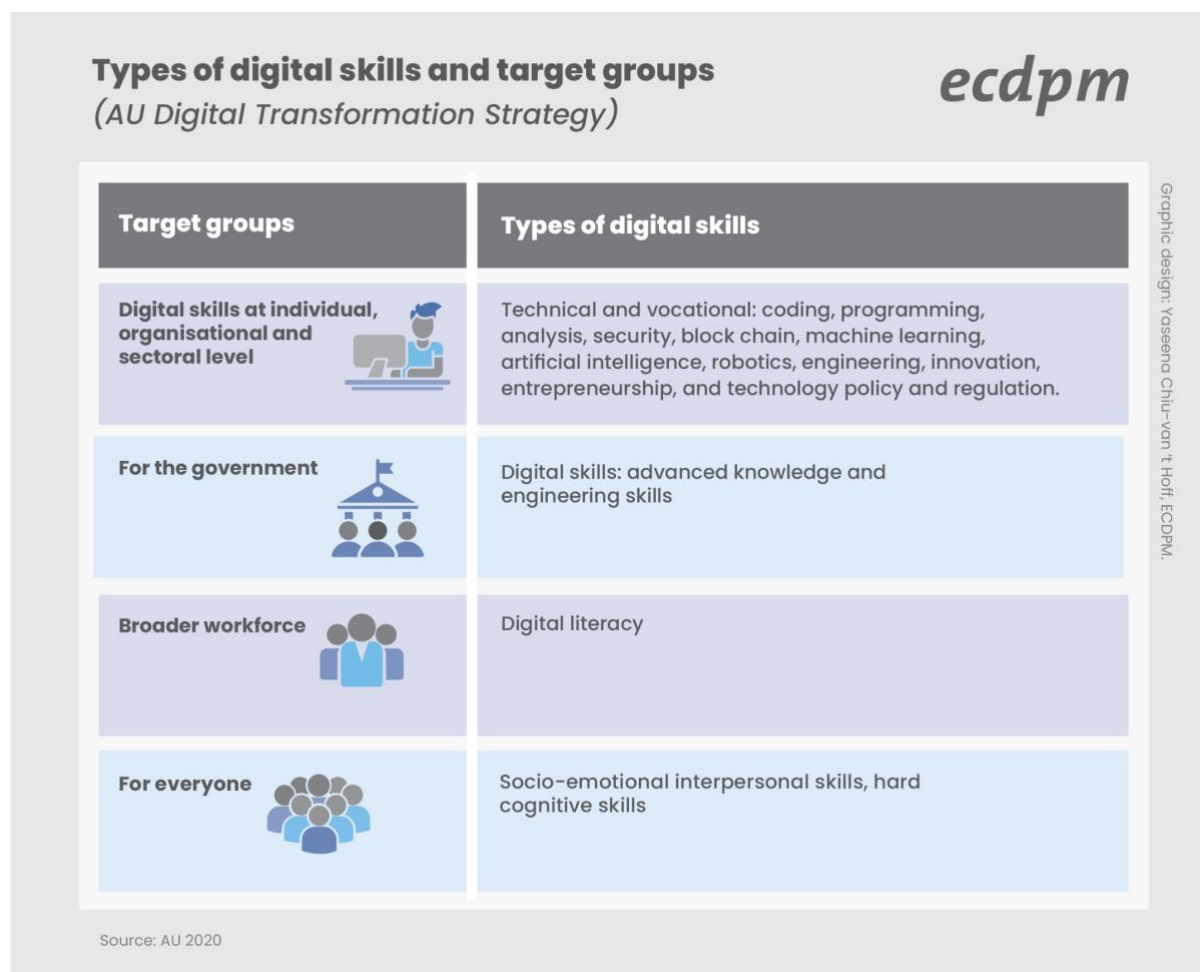 Types of digital skills and target groups
(AU Digital Transformation Strategy)
ecdpm
Target groups
Types of digital skills
Digital skills at individual,
organisational and
sectoral level
Technical and vocational: coding, programming,
analysis, security, block chain, machine learning,
artificial intelligence, robotics, engineering, innovation,
entrepreneurship, and technology policy and regulation.
For the government
Digital skills: advanced knowledge and
engineering skills
Broader workforce
Digital literacy
For everyone
Socio-emotional interpersonal skills, hard
cognitive skills
Source: AU 2020
Graphic design: Yaseena Chiu-van 't Hoff, ECDPM.